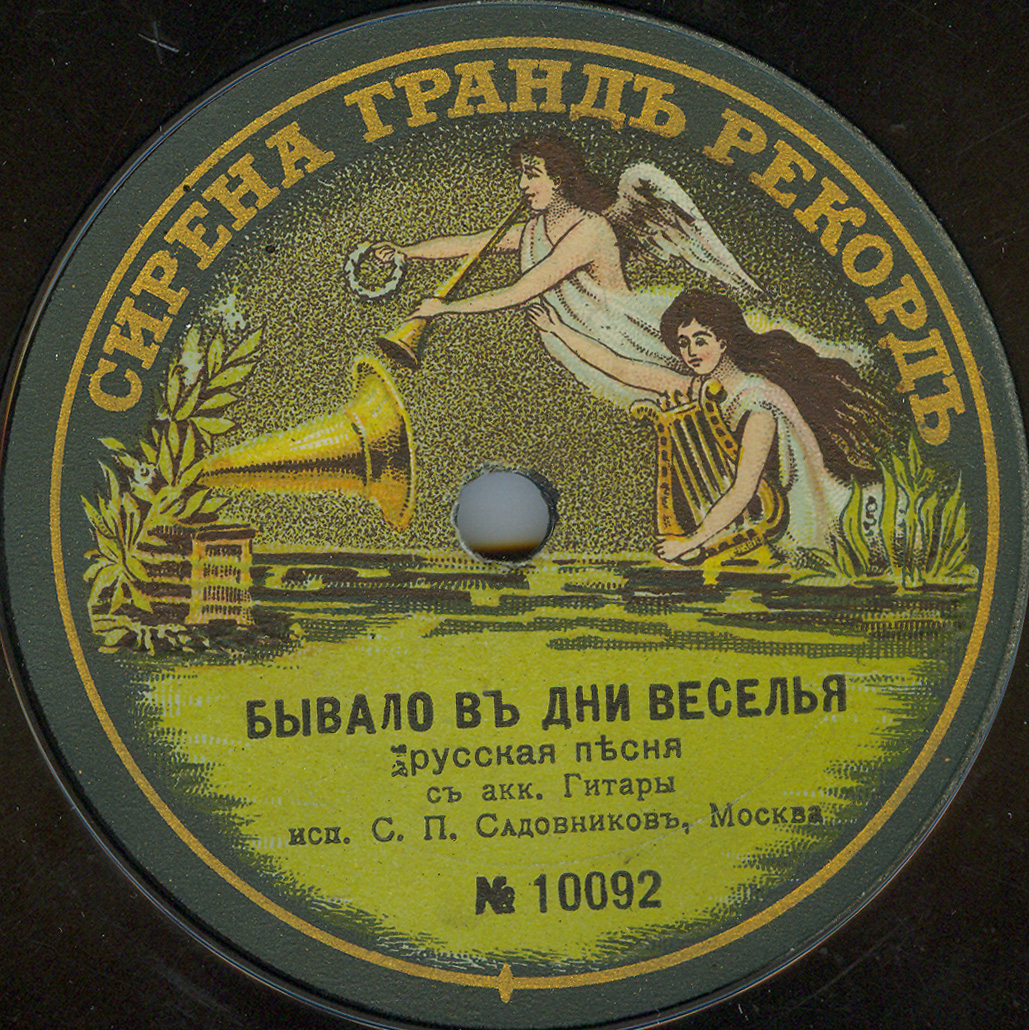 СИРЕНА ГРАНДЪ РЕКОРДЪ
БЫВАЛО ВЪ ДНИ ВЕСЕЛЬЯ
русская пѣсня
съ акк. Гитары
исп. С. П. Садовниковъ, Москва
№ 10092